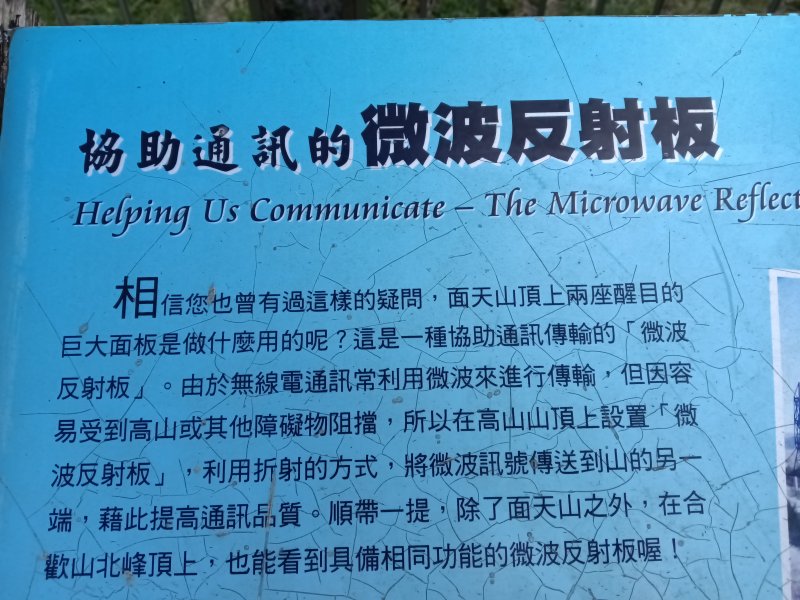 協助通訊的微波反射板
Helping Us Communicate – The Microwave Reflect
相信您也曾有過這樣的疑問，面天山頂上兩座醒目的
巨大面板是做什麼用的呢？這是一種協助通訊傳輸的「微波
反射板」。由於無線電通訊常利用微波來進行傳輸，但因容
易受到高山或其他障礙物阻擋，所以在高山山頂上設置「微
波反射板」，利用折射的方式，將微波訊號傳送到山的另一
端，藉此提高通訊品質。順帶一提，除了面天山之外，在合
歡山北峰頂上，也能看到具備相同功能的微波反射板喔！